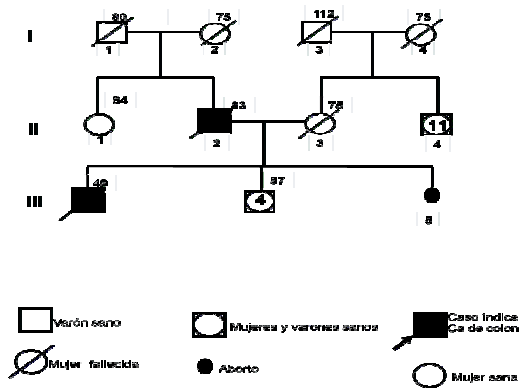 I
80
75
112
75
1
2
3
4
II
84
83
78
11
1
2
3
4
III
49
37
4
8
Varón sano
Mujeres y varones sanos
Caso índice
Ca de colon
Mujer fallecida
Aborto
Mujer sana